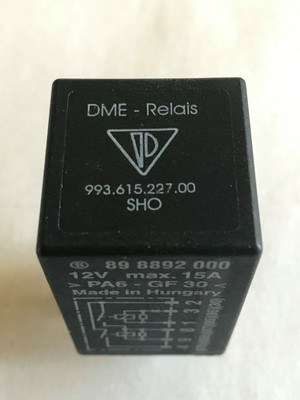 DME - Relais
993.615.227.00
SHO
® 89 8892 000
12V max. 15A
> PA6 - GF 30 <
Made in Hungary